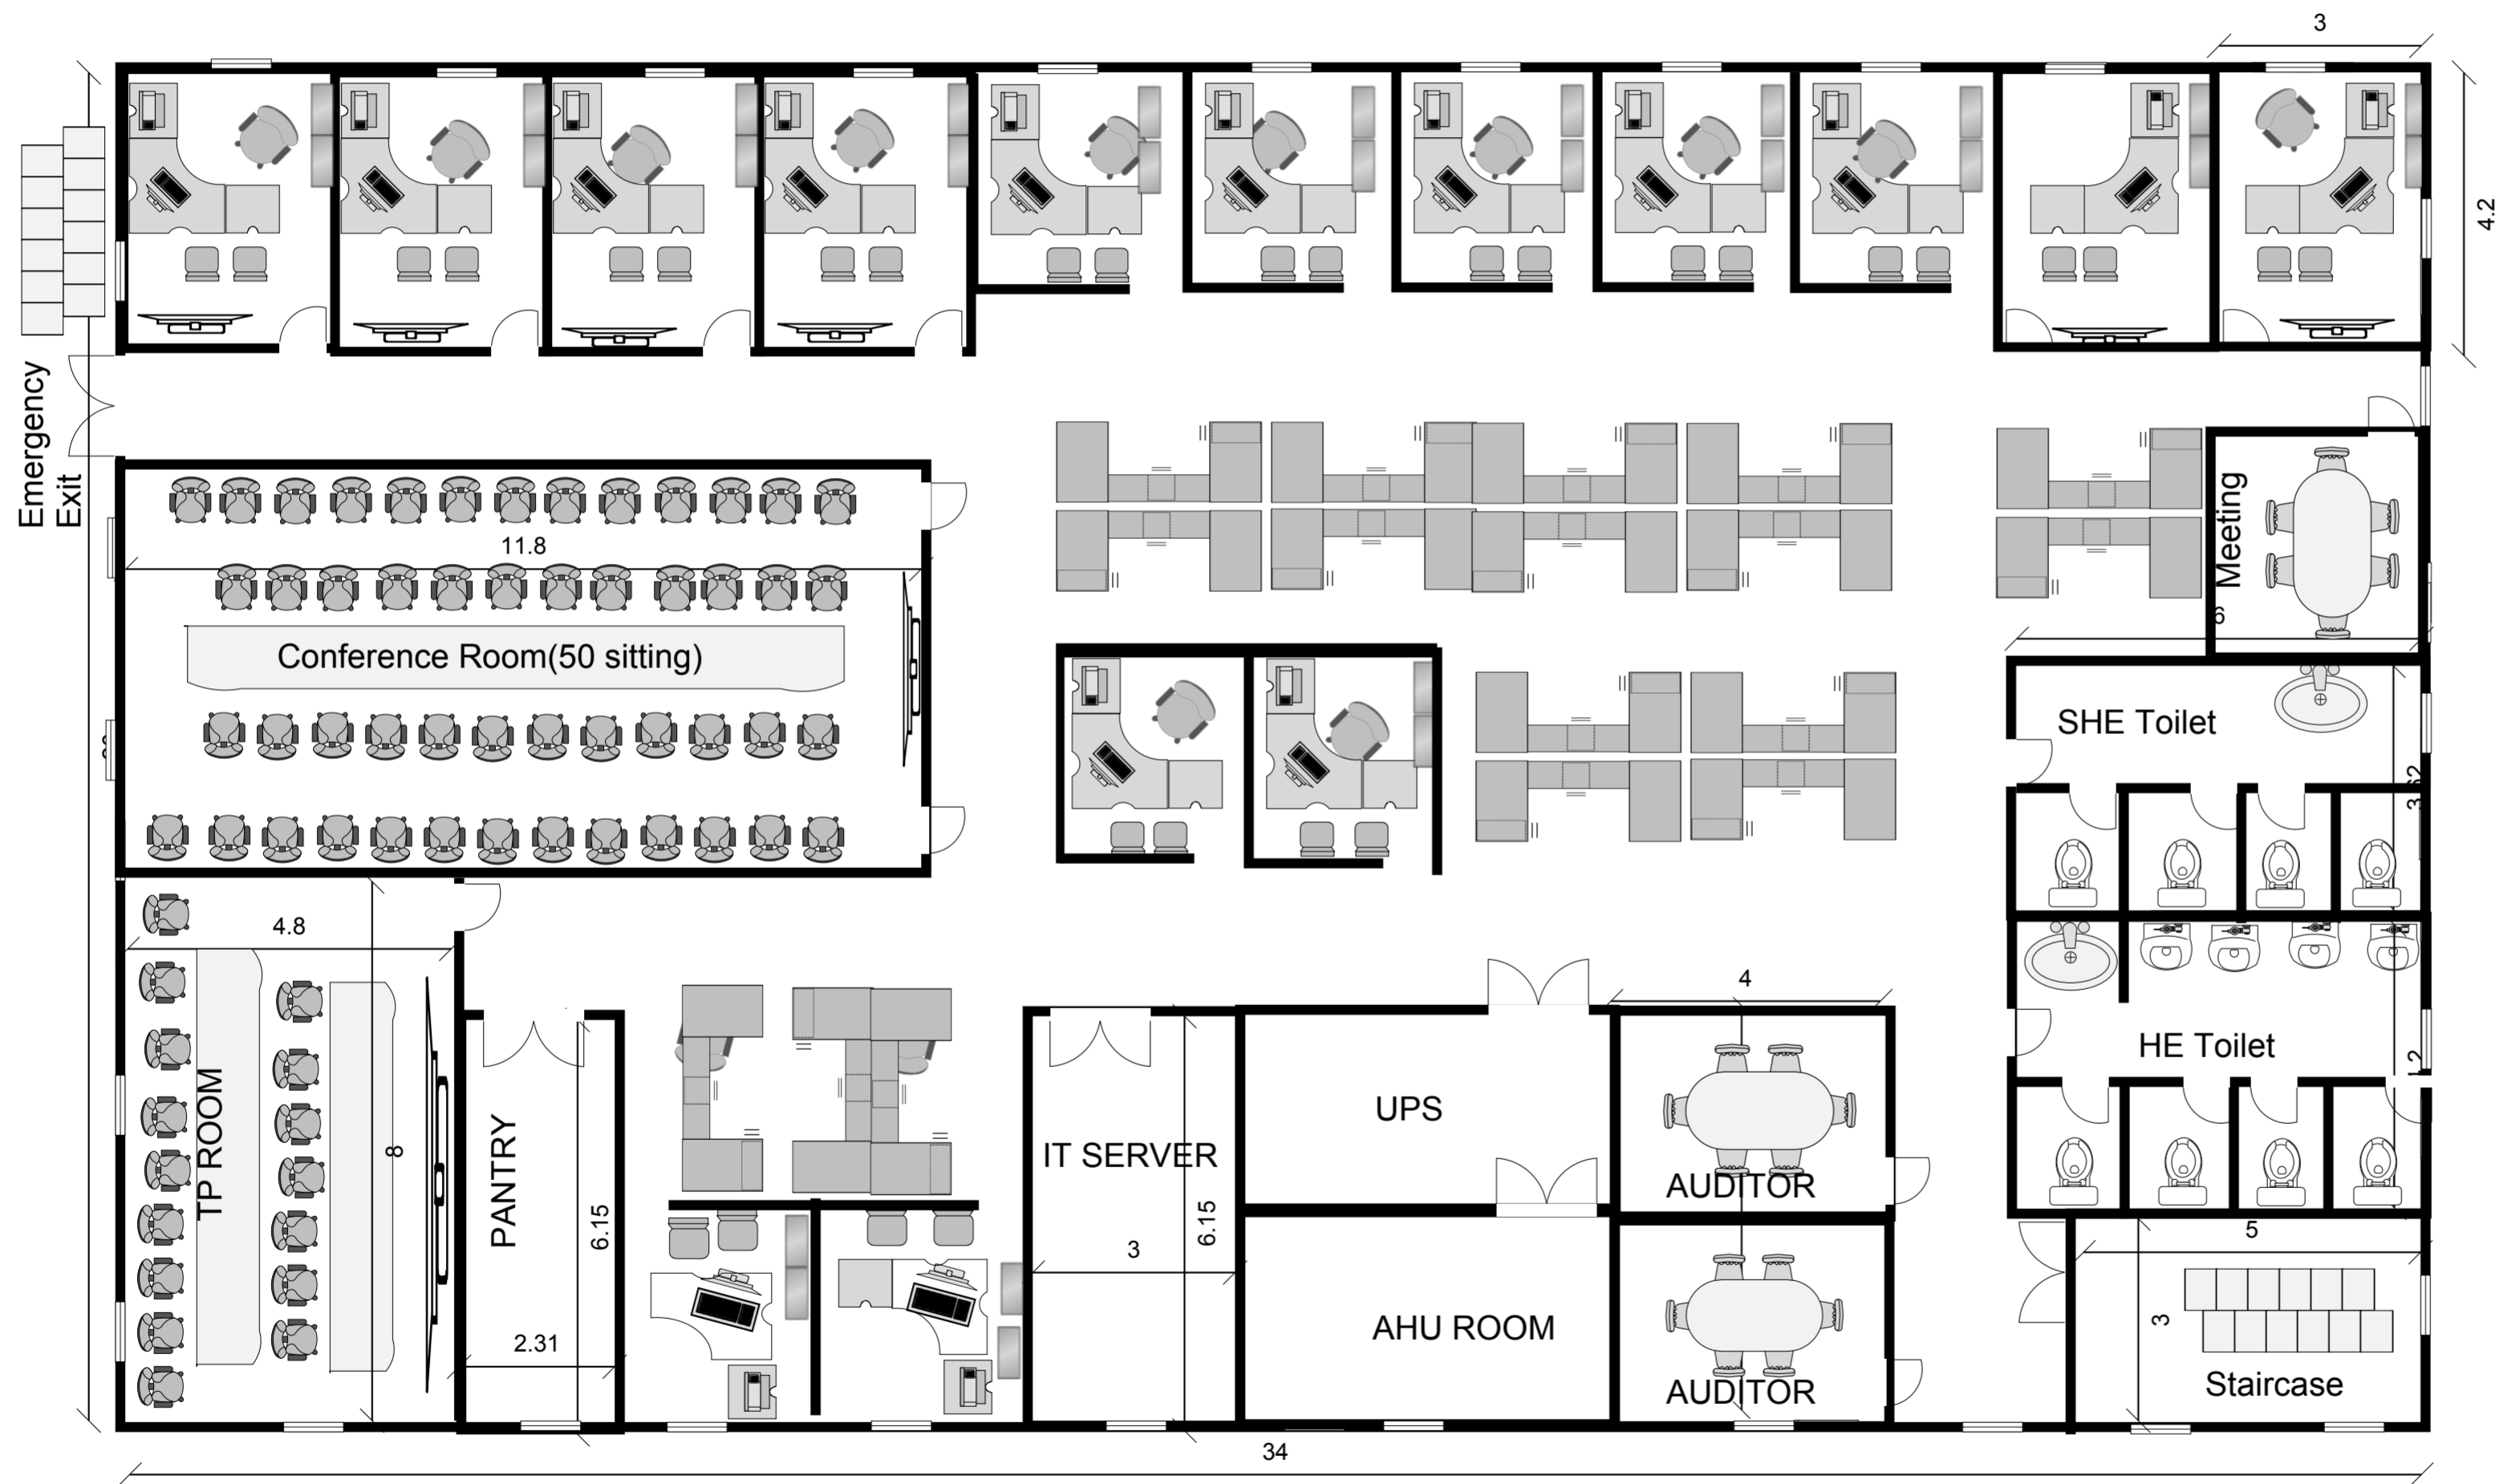 3
4.2
Emergency
Exit
11.8
Conference Room(50 sitting)
Meeting
6
SHE Toilet
4.8
TP ROOM
8
PANTRY
6.15
2.31
IT SERVER
3
6.15
UPS
AHU ROOM
4
AUDITOR
AUDITOR
HE Toilet
5
3
Staircase
34